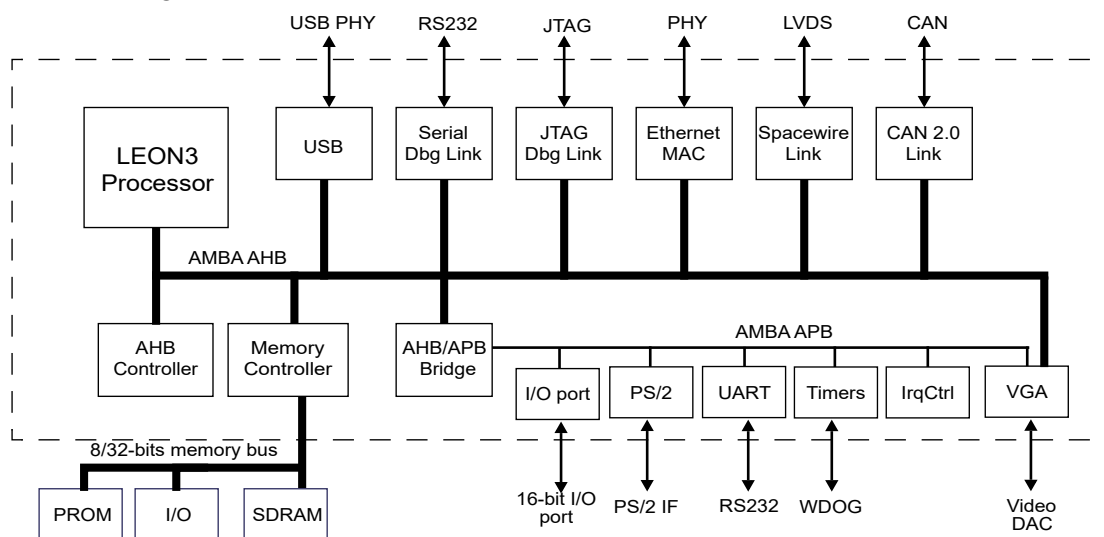 USB PHY
RS232
JTAG
PHY
LVDS
CAN
LEON3
Processor
USB
Serial
Dbg Link
JTAG
Dbg Link
Ethernet
MAC
Spacewire
Link
CAN 2.0
Link
AMBA AHB
AHB
Controller
Memory
Controller
AHB/APB
Bridge
AMBA APB
I/O port
PS/2
UART
Timers
IrqCtrl
VGA
8/32-bits memory bus
PROM
I/O
SDRAM
16-bit I/O
port
PS/2 IF
RS232
WDOG
Video
DAC